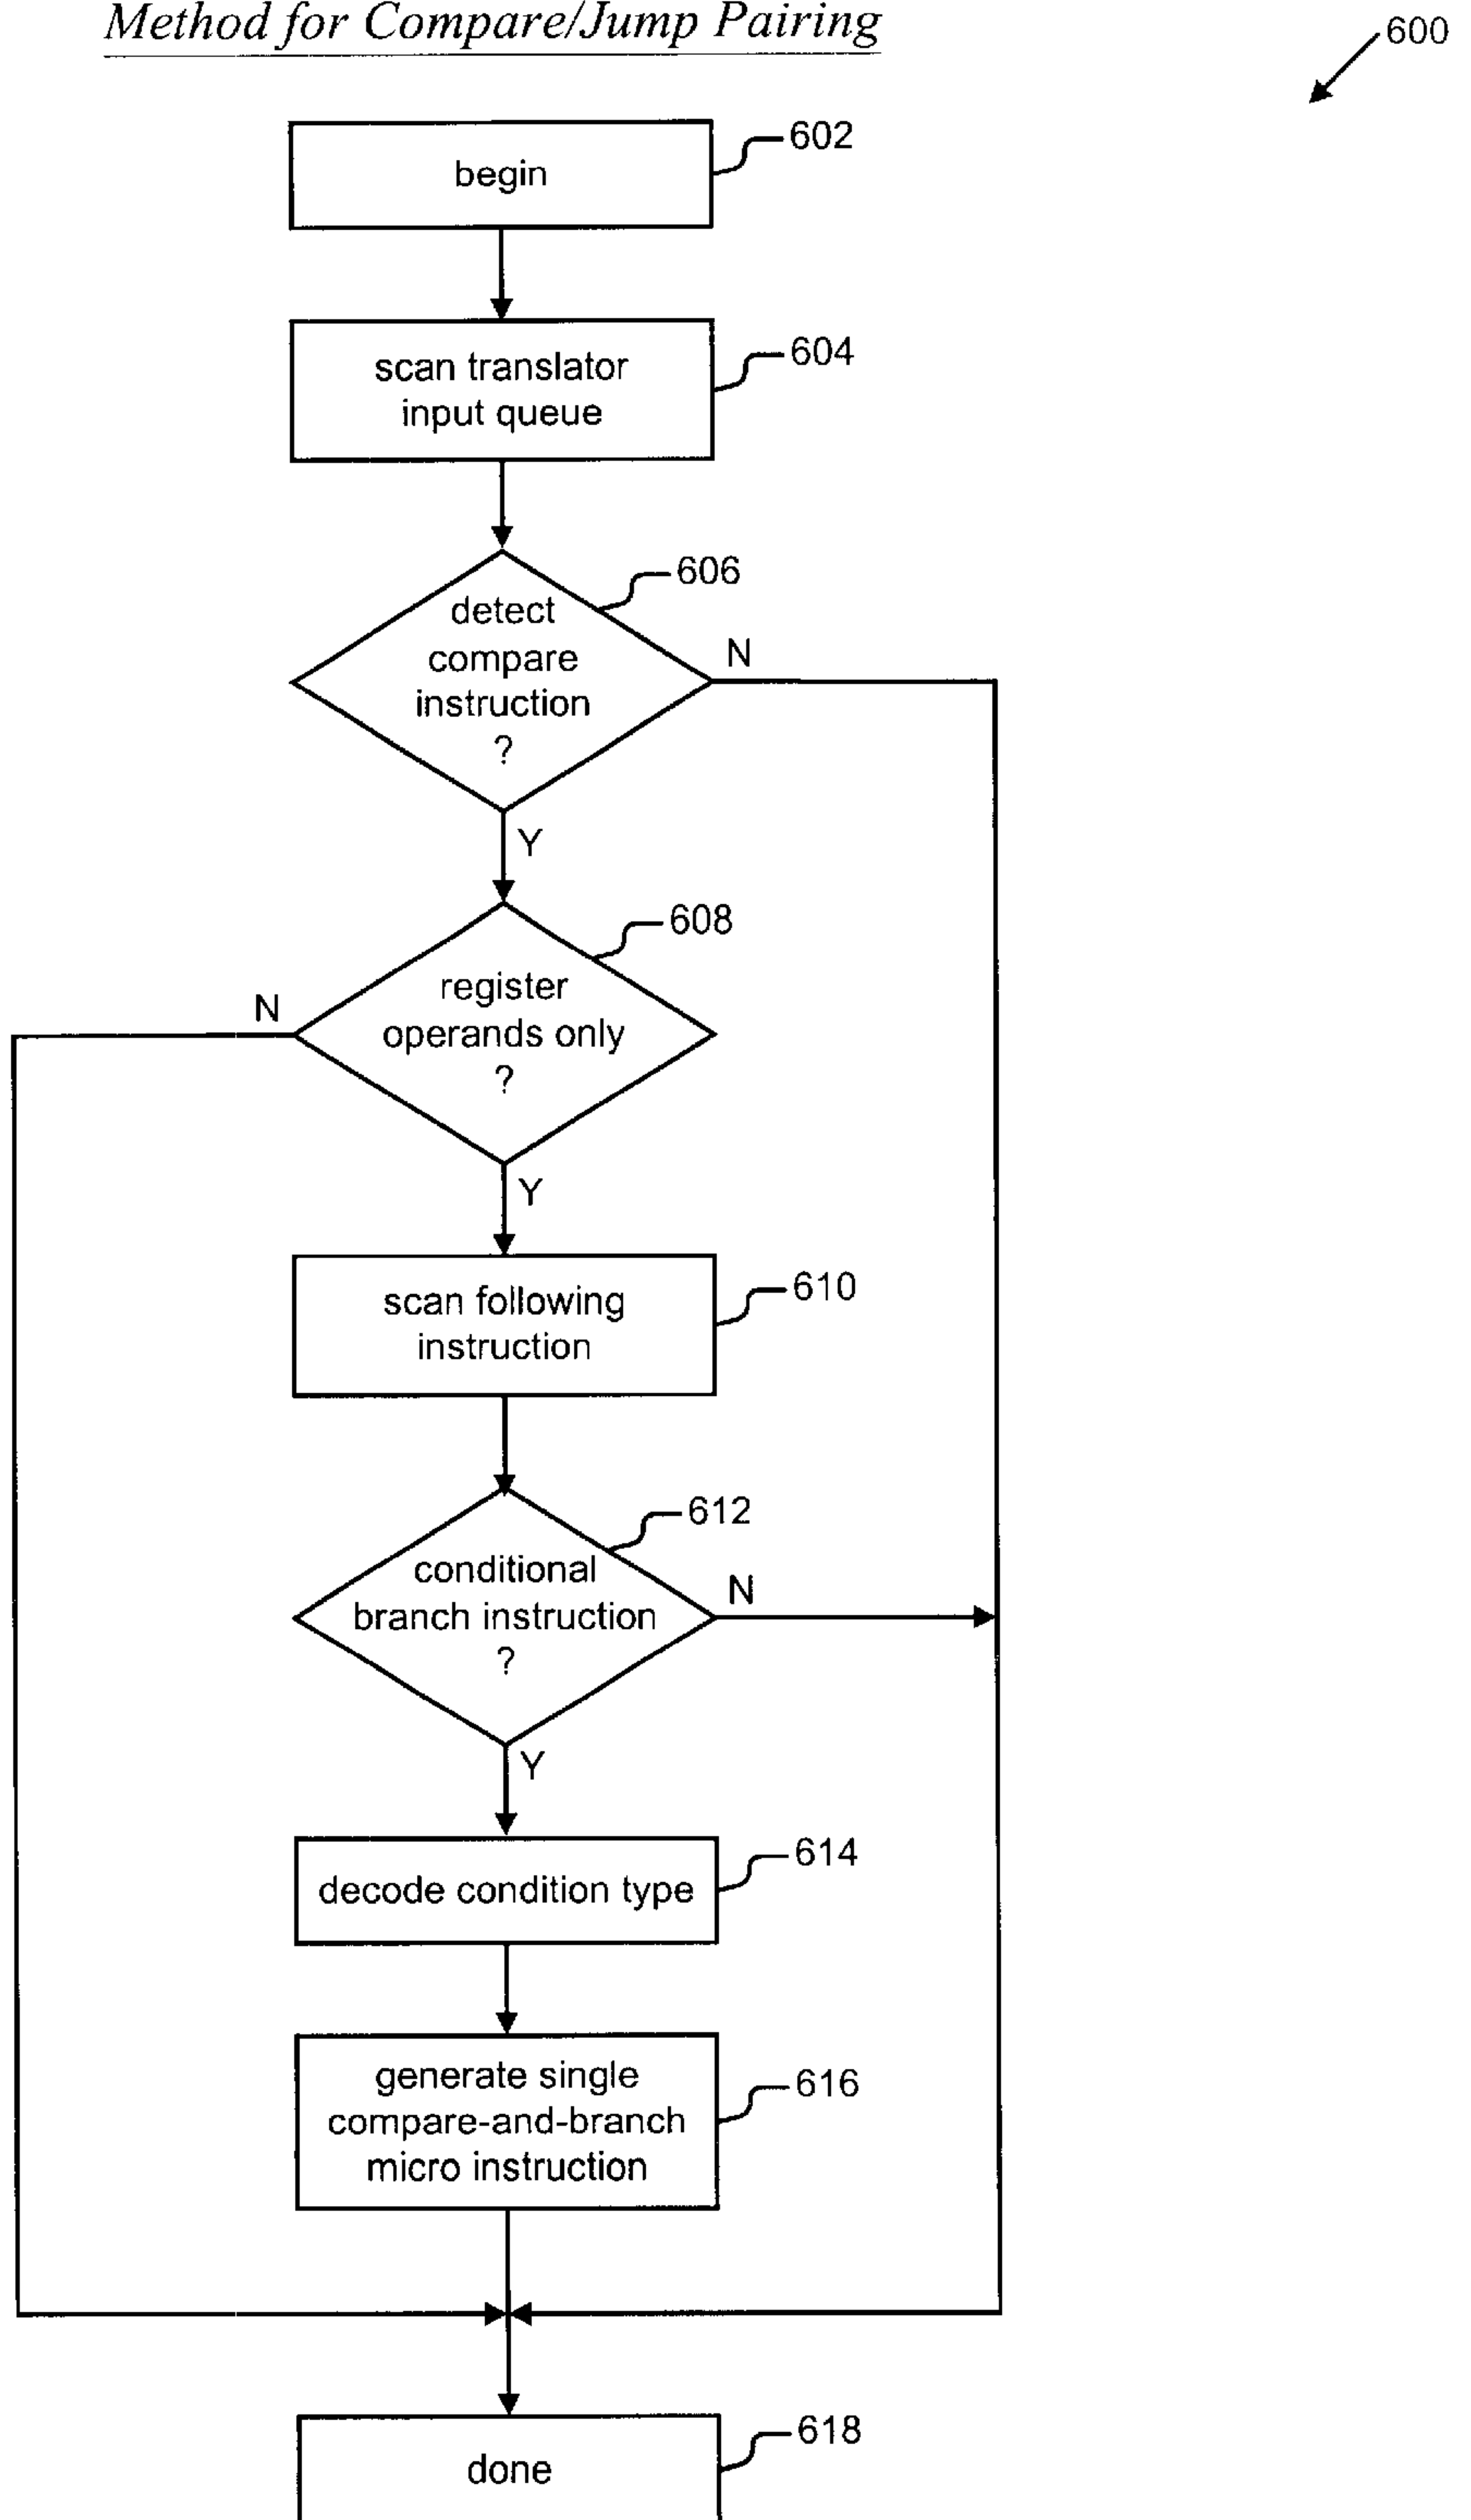 Method for Compare/Jump Pairing
600
begin
602
scan translator
input queue
604
detect
compare
instruction
?
606
N
Y
register
operands only
?
608
N
Y
scan following
instruction
610
conditional
branch instruction
?
612
N
Y
decode condition type
614
generate single
compare-and-branch
micro instruction
616
done
618